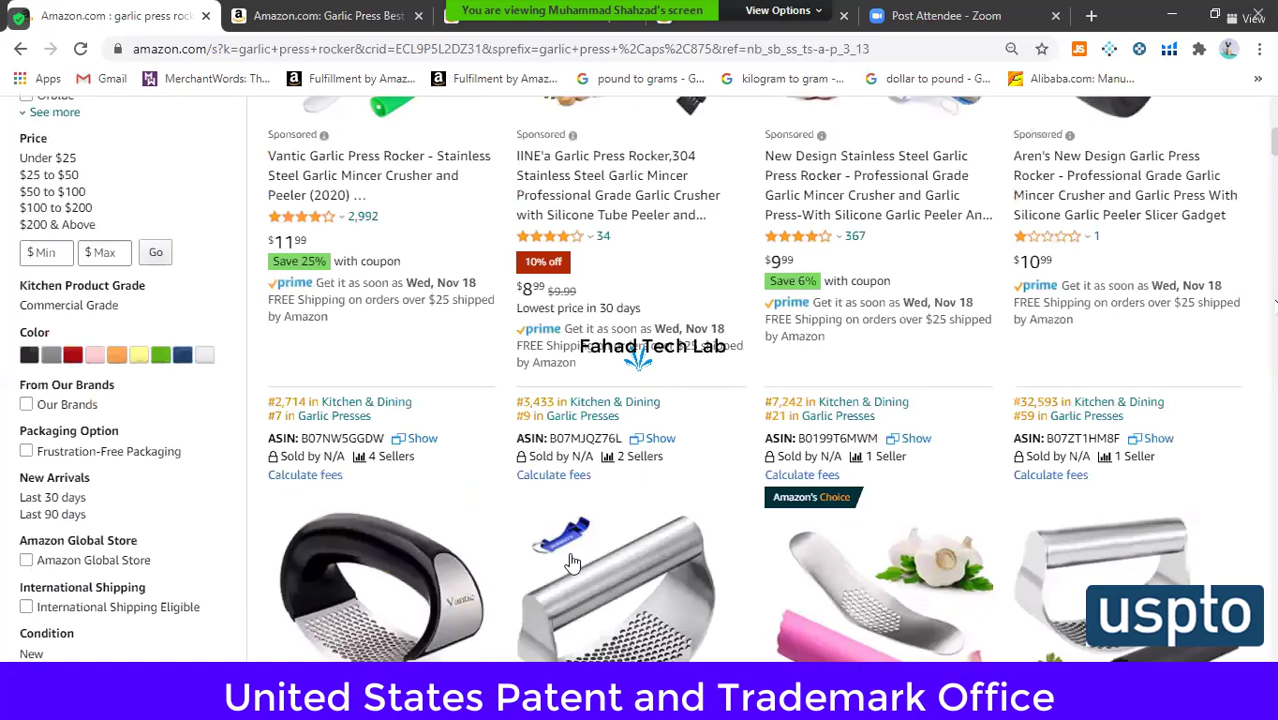 Amazon.com : garlic press rock
Amazon.com: Garlic Press Best
You are viewing Muhammad Shahzad's screen
View Options
Post Attendee - Zoom
View
amazon.com/s?k=garlic+press+rocker&crid=ECL9P5L2DZ31&sprefix=garlic+press+%2Caps%2C875&ref=nb_sb_ss_ts-a-p_3_13
Apps
Gmail
MerchantWords: Th...
Fulfillment by Amaz...
Fulfilment by Amaz...
pound to grams - G...
kilogram to gram -...
dollar to pound - G...
Alibaba.com: Manu...
»
See more
Price
Under $25
$25 to $50
$50 to $100
$100 to $200
$200 & Above
$ Min
$ Max
Go
Kitchen Product Grade
Commercial Grade
Color
From Our Brands
Our Brands
Packaging Option
Frustration-Free Packaging
New Arrivals
Last 30 days
Last 90 days
Amazon Global Store
Amazon Global Store
International Shipping
International Shipping Eligible
Condition
New
Sponsored
Vantic Garlic Press Rocker - Stainless
Steel Garlic Mincer Crusher and
Peeler (2020) …
2,992
$11 99
Save 25% with coupon
prime Get it as soon as Wed, Nov 18
FREE Shipping on orders over $25 shipped
by Amazon
#2,714 in Kitchen & Dining
#7 in Garlic Presses
ASIN: B07NW5GGDW Show
Sold by N/A 4 Sellers
Calculate fees
Vantic
Sponsored
IINE'a Garlic Press Rocker,304
Stainless Steel Garlic Mincer
Professional Grade Garlic Crusher
with Silicone Tube Peeler and...
34
10% off
$8 99 $9.99
Lowest price in 30 days
prime Get it as soon as Wed, Nov 18
FREE Shipping on orders over $25 shipped
by Amazon
Fahad Tech Lab
#3,433 in Kitchen & Dining
#9 in Garlic Presses
ASIN: B07MJQZ76L Show
Sold by N/A 2 Sellers
Calculate fees
Sponsored
New Design Stainless Steel Garlic
Press Rocker - Professional Grade
Garlic Mincer Crusher and Garlic
Press-With Silicone Garlic Peeler An...
367
$9 99
Save 6% with coupon
prime Get it as soon as Wed, Nov 18
FREE Shipping on orders over $25 shipped
by Amazon
#7,242 in Kitchen & Dining
#21 in Garlic Presses
ASIN: B0199T6MWM Show
Sold by N/A 1 Seller
Calculate fees
Amazon's Choice
Sponsored
Aren's New Design Garlic Press
Rocker - Professional Grade Garlic
Mincer Crusher and Garlic Press With
Silicone Garlic Peeler Slicer Gadget
1
$10 99
prime Get it as soon as Wed, Nov 18
FREE Shipping on orders over $25 shipped
by Amazon
#32,593 in Kitchen & Dining
#59 in Garlic Presses
ASIN: B07ZT1HM8F Show
Sold by N/A 1 Seller
Calculate fees
uspto
United States Patent and Trademark Office